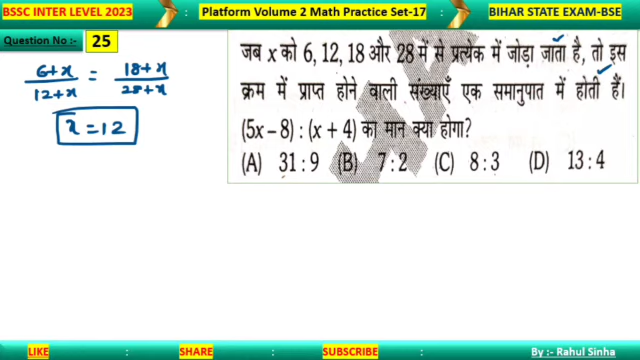 BSSC INTER LEVEL 2023 : Platform Volume 2 Math Practice Set-17 : BIHAR STATE EXAM-BSE
Question No :- 25
6+x / 12+x = 18+x / 28+x
x = 12
जब x को 6, 12, 18 और 28 में से प्रत्येक में जोड़ा जाता है, तो इस
क्रम में प्राप्त होने वाली संख्याएँ एक समानुपात में होती हैं।
(5x – 8) : (x + 4) का मान क्या होगा?
(A) 31 : 9 (B) 7 : 2 (C) 8 : 3 (D) 13 : 4
LIKE : SHARE : SUBSCRIBE : By :- Rahul Sinha